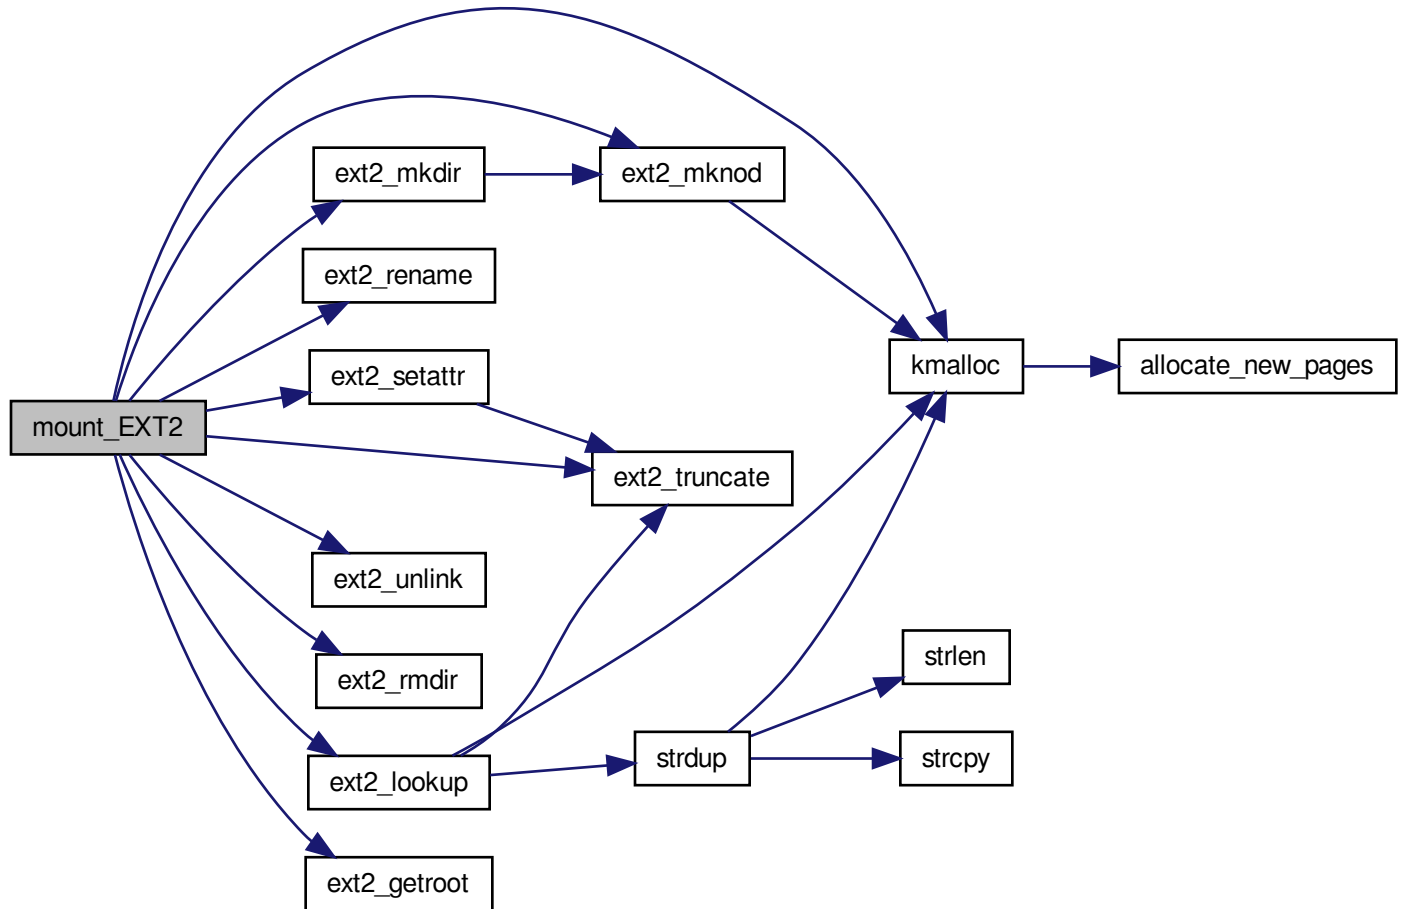 ext2_mkdir
ext2_mknod
ext2_rename
kmalloc
allocate_new_pages
ext2_setattr
mount_EXT2
ext2_truncate
ext2_unlink
strlen
ext2_rmdir
strdup
strcpy
ext2_lookup
ext2_getroot